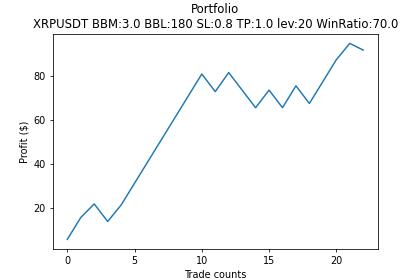 Portfolio
XRPUSDT BBM:3.0 BBL:180 SL:0.8 TP:1.0 lev:20 WinRatio:70.0
80
60
40
20
Profit ($)
0 5 10 15 20
Trade counts